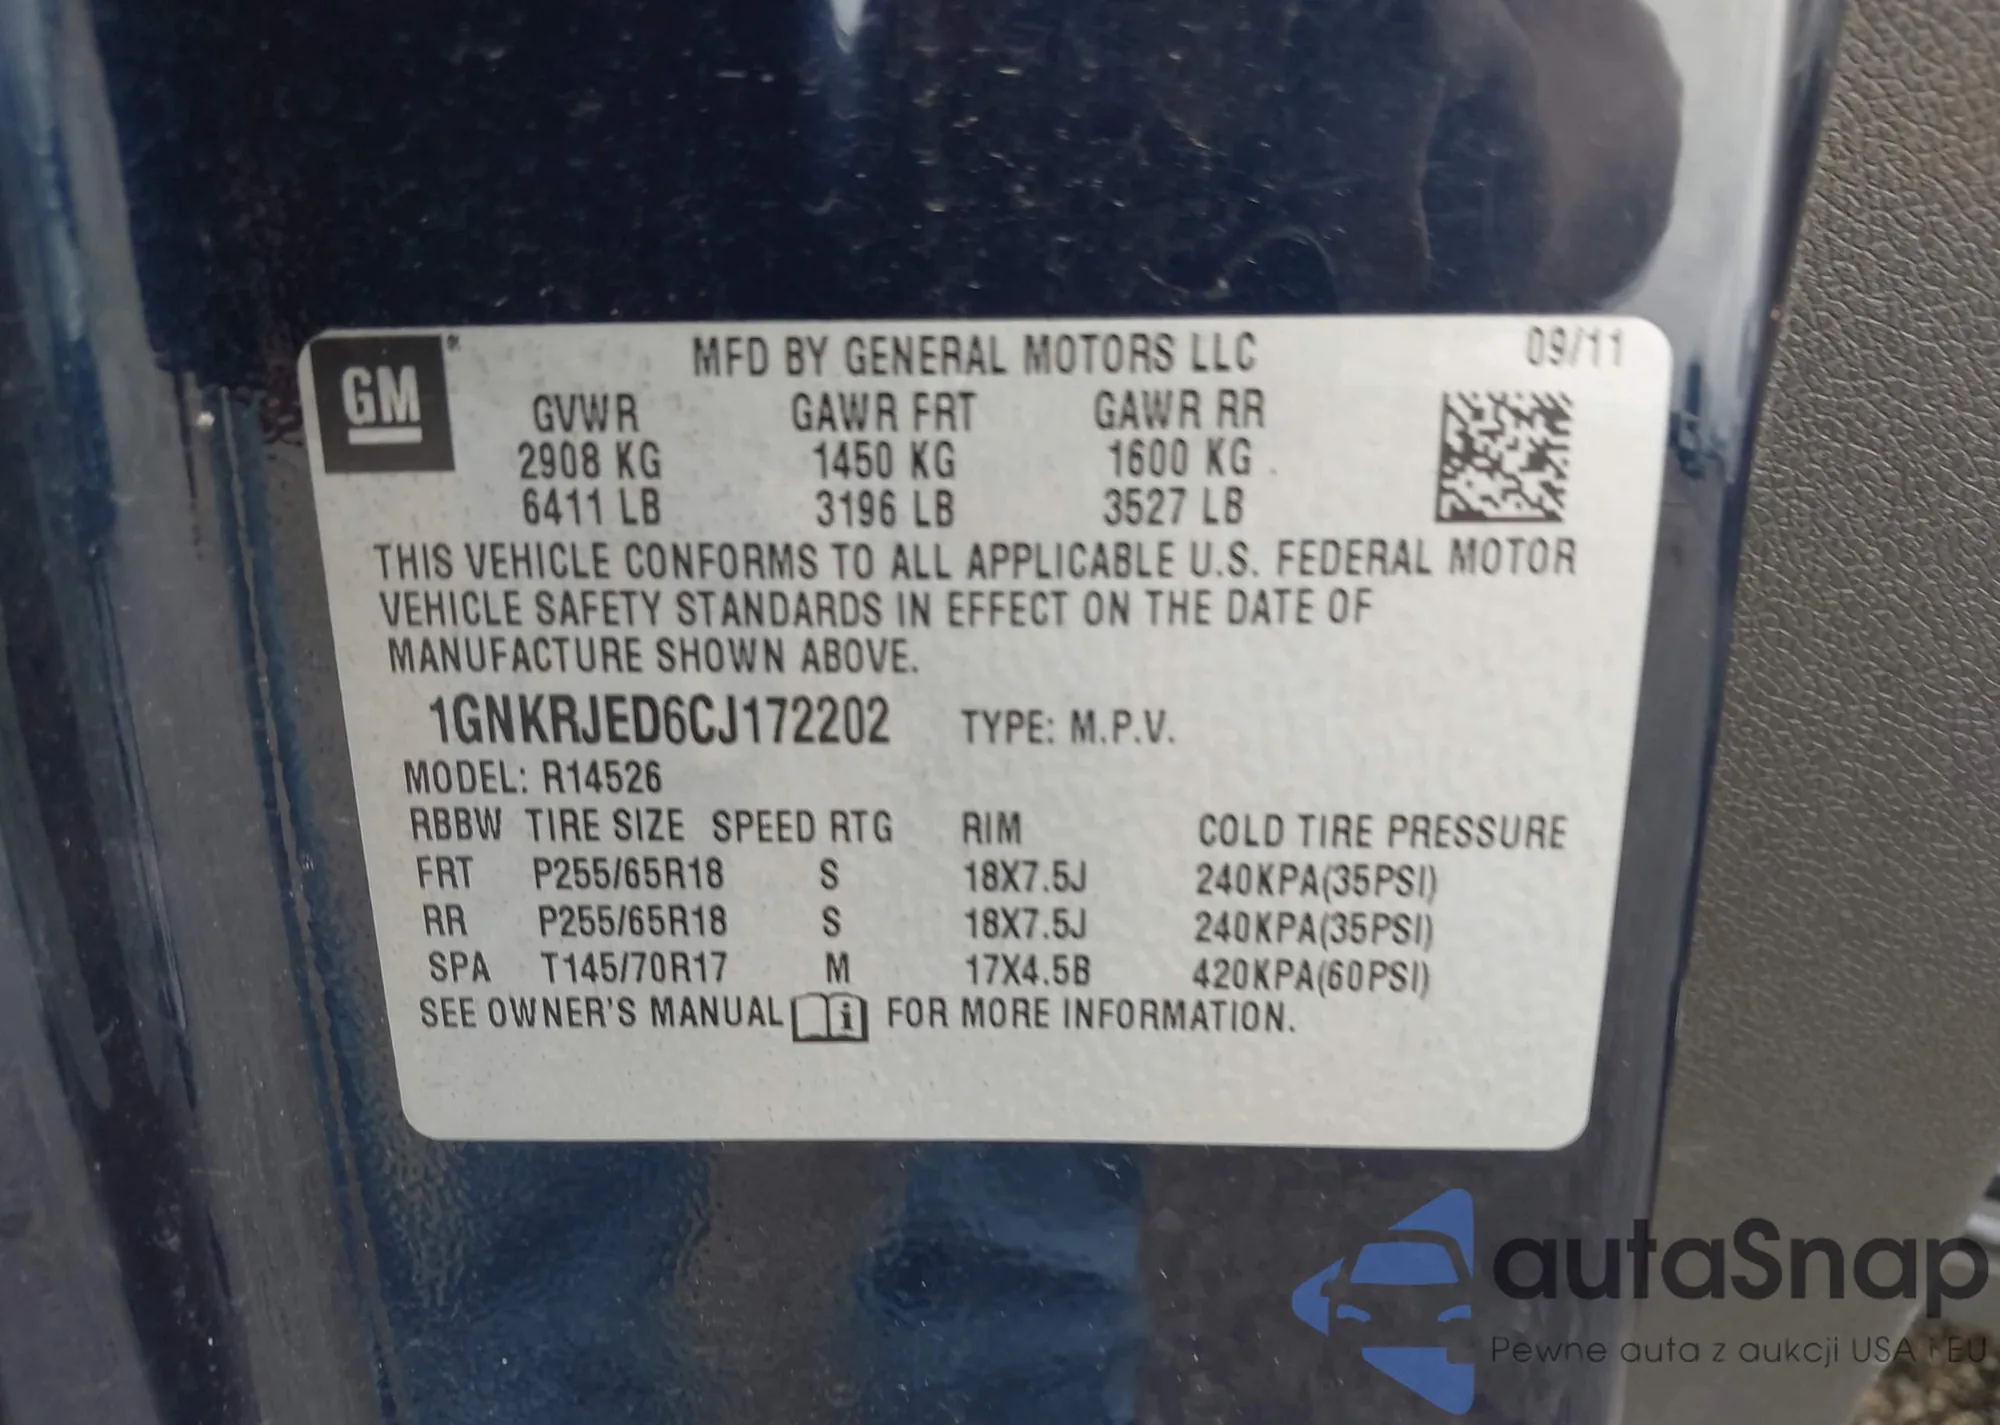 GM®
MFD BY GENERAL MOTORS LLC 09/11
GVWR GAWR FRT GAWR RR
2908 KG 1450 KG 1600 KG
6411 LB 3196 LB 3527 LB
THIS VEHICLE CONFORMS TO ALL APPLICABLE U.S. FEDERAL MOTOR
VEHICLE SAFETY STANDARDS IN EFFECT ON THE DATE OF
MANUFACTURE SHOWN ABOVE.
1GNKRJED6CJ172202 TYPE: M.P.V.
MODEL: R14526
RBBW TIRE SIZE SPEED RTG RIM COLD TIRE PRESSURE
FRT P255/65R18 S 18X7.5J 240KPA(35PSI)
RR P255/65R18 S 18X7.5J 240KPA(35PSI)
SPA T145/70R17 M 17X4.5B 420KPA(60PSI)
SEE OWNER'S MANUAL i FOR MORE INFORMATION.
autaSnap
Pewne auta z aukcji USA i EU